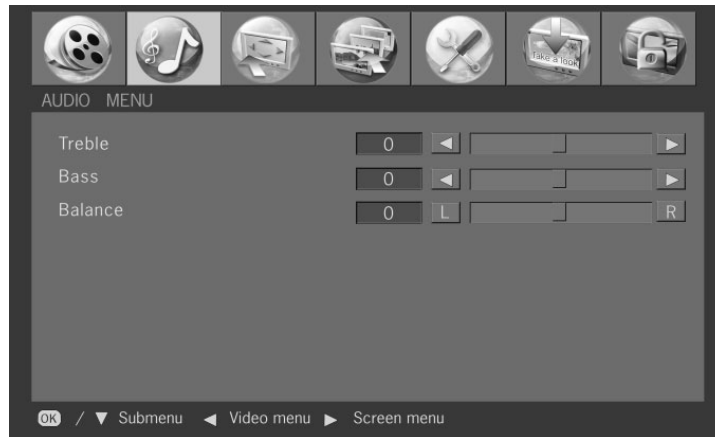 Take a look
AUDIO MENU
Treble 0
Bass 0
Balance 0 L R
OK / ▼ Submenu ◀ Video menu ▶ Screen menu